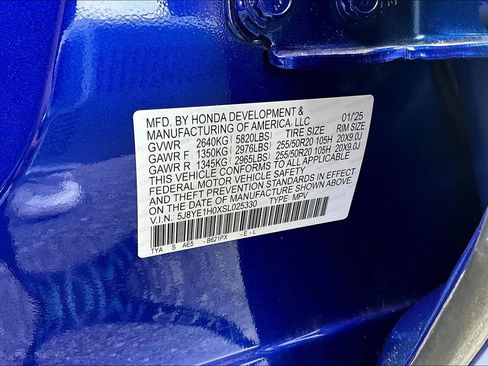 MFD. BY HONDA DEVELOPMENT & 01/25
MANUFACTURING OF AMERICA, LLC
GVWR 2640KG( 5820LBS) TIRE SIZE RIM SIZE
GAWR F 1350KG( 2976LBS) 255/50R20 105H 20X9.0J
GAWR R 1345KG( 2965LBS) 255/50R20 105H 20X9.0J
THIS VEHICLE CONFORMS TO ALL APPLICABLE
FEDERAL MOTOR VEHICLE SAFETY
AND THEFT PREVENTION STANDARDS IN EFFECT
ON THE DATE OF MANUFACTURE SHOWN ABOVE.
V.I.N. 5J8YE1H0XSL025330 TYPE: MPV
TYA S AE5 - B621PX - E - L